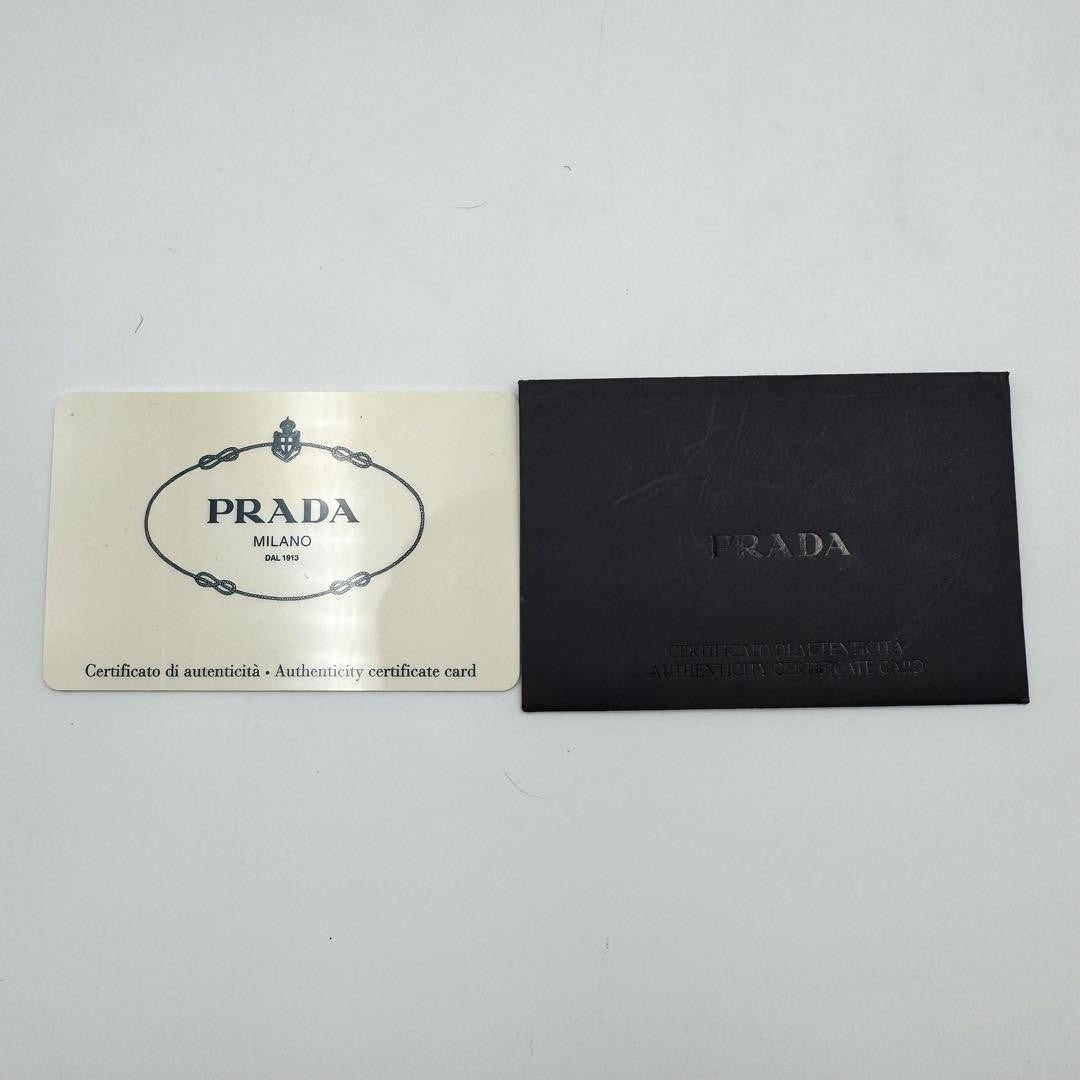 PRADA
MILANO
DAL 1913
Certificato di autenticità • Authenticity certificate card
PRADA
CERTIFICATO DI AUTENTICITÀ
AUTHENTICITY CERTIFICATE CARD